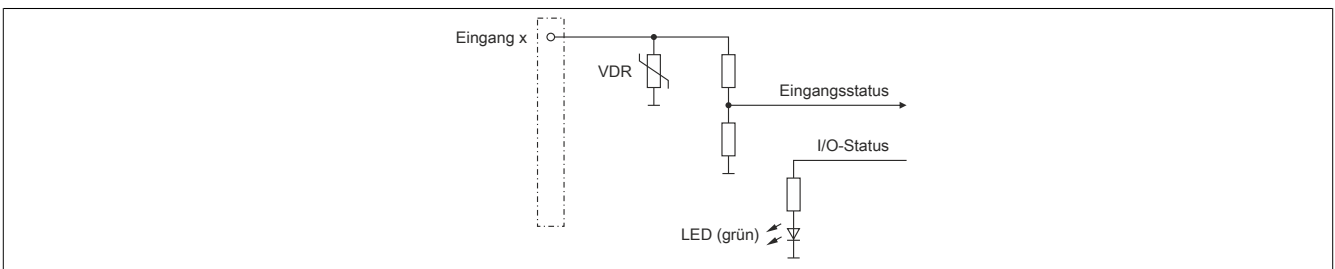 Eingang x
VDR
Eingangsstatus
I/O-Status
LED (grün)